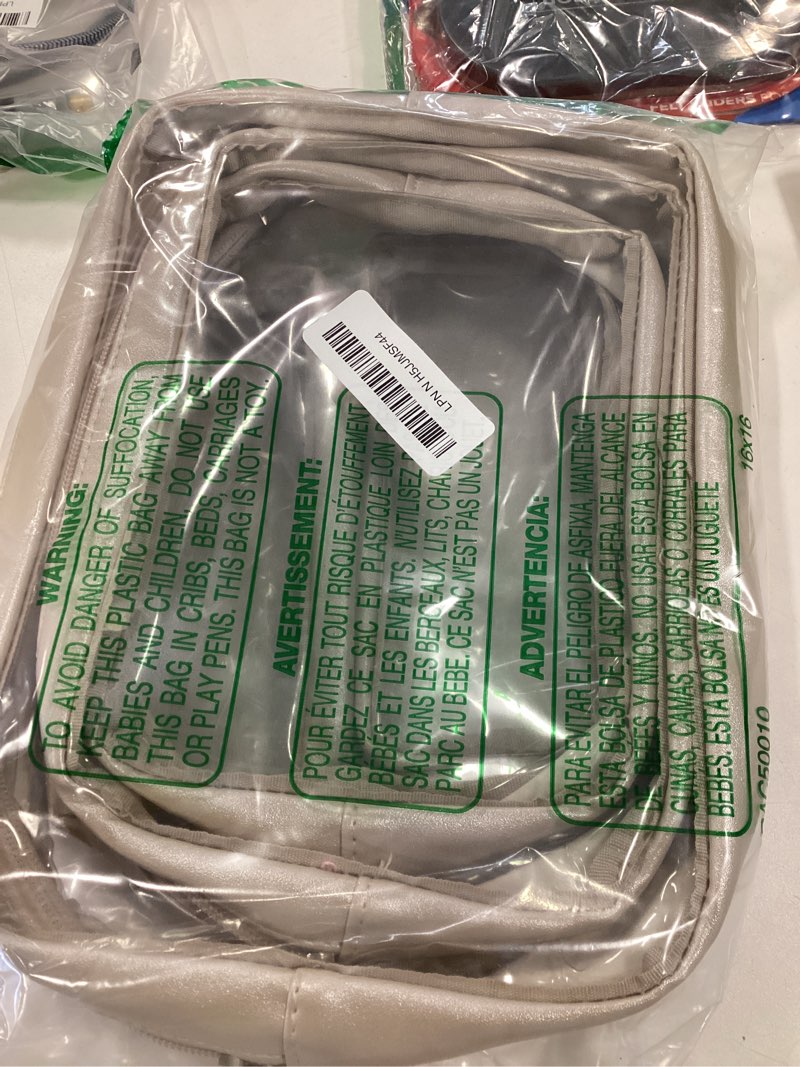 LPN N H5JJMSF44
WARNING:
TO AVOID DANGER OF SUFFOCATION,
KEEP THIS PLASTIC BAG AWAY FROM
BABIES AND CHILDREN. DO NOT USE
THIS BAG IN CRIBS, BEDS, CARRIAGES
OR PLAY PENS. THIS BAG IS NOT A TOY.
AVERTISSEMENT:
POUR ÉVITER TOUT RISQUE D'ÉTOUFFEMENT
GARDEZ CE SAC EN PLASTIQUE LOIN
BÉBÉS ET LES ENFANTS. N'UTILISEZ
SAC DANS LES BERCEAUX, LITS,
PARC AU BEBE. CE SAC N'EST PAS UN
ADVERTENCIA:
PARA EVITAR EL PELIGRO DE ASFIXIA, MANTENGA
ESTA BOLSA DE PLASTICO FUERA DEL ALCANCE
DE BEBES Y NIÑOS. NO USAR ESTA BOLSA EN
CUNAS, CAMAS, CARRIOLAS O CORRALES PARA
BEBES. ESTA BOLSA NO ES UN JUGUETE
16x16